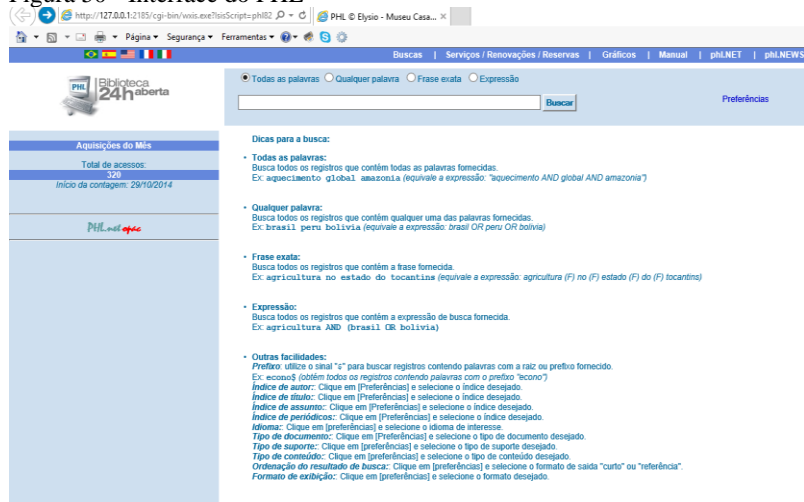 Figura 30 - Interface do PHL
http://127.0.0.1:2185/cgi-bin/wxis.exe?IsisScript=phl82
PHL © Elysio - Museu Casa...
Página Segurança Ferramentas
Buscas | Serviços / Renovações / Reservas | Gráficos | Manual | phl.NET | phl.NEWS
PHL Biblioteca
24h aberta
Todas as palavras Qualquer palavra Frase exata Expressão
Buscar
Preferências
Aquisições do Mês
Total de acessos:
320
Início da contagem: 29/10/2014
PHL.net opac
Dicas para a busca:
• Todas as palavras:
Busca todos os registros que contém todas as palavras fornecidas.
Ex: aquecimento global amazonia (equivale a expressão: "aquecimento AND global AND amazonia")
• Qualquer palavra:
Busca todos os registros que contém qualquer uma das palavras fornecidas.
Ex: brasil peru bolivia (equivale a expressão: brasil OR peru OR bolivia)
• Frase exata:
Busca todos os registros que contém a frase fornecida.
Ex: agricultura no estado do tocantins (equivale a expressão: agricultura (F) no (F) estado (F) do (F) tocantins)
• Expressão:
Busca todos os registros que contém a expressão de busca fornecida.
Ex: agricultura AND (brasil OR bolivia)
• Outras facilidades:
Prefixo: utilize o sinal "$" para buscar registros contendo palavras com a raiz ou prefixo fornecido.
Ex: econo$ (obtém todos os registros contendo palavras com o prefixo "econo")
Índice de autor:: Clique em [Preferências] e selecione o índice desejado.
Índice de título:: Clique em [Preferências] e selecione o índice desejado.
Índice de assunto:: Clique em [Preferências] e selecione o índice desejado.
Índice de periódicos:: Clique em [Preferências] e selecione o índice desejado.
Idioma:: Clique em [preferências] e selecione o idioma de interesse.
Tipo de documento:: Clique em [Preferências] e selecione o tipo de documento desejado.
Tipo de suporte:: Clique em [preferências] e selecione o tipo de suporte desejado.
Tipo de conteúdo:: Clique em [preferências] e selecione o tipo de conteúdo desejado.
Ordenação do resultado de busca:: Clique em [preferências] e selecione o formato de saída "curto" ou "referência".
Formato de exibição:: Clique em [preferências] e selecione o formato desejado.